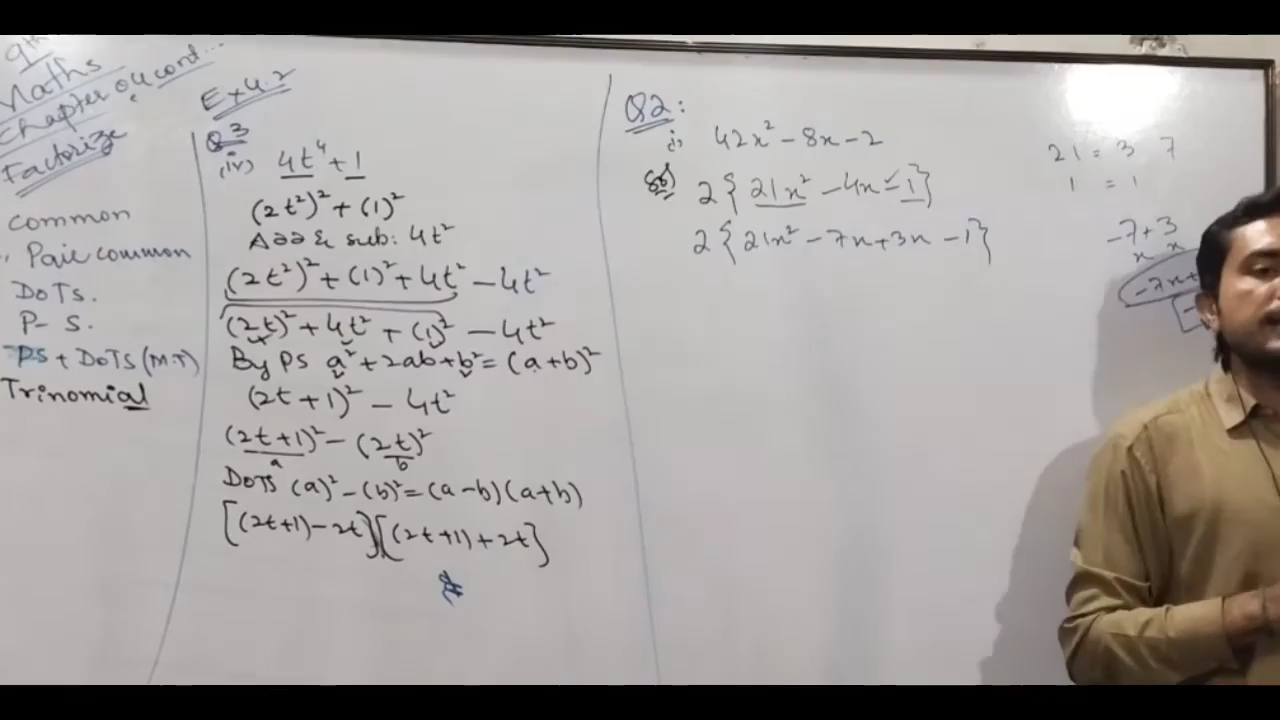 9th
Maths
Chapter 04 cont...
Factorize
Common
Pair common
DoTs.
P- S.
PS + DoTS (M.T)
Trinomial
Ex 4.2
Q3
(iv) 4t⁴ + 1
(2t²)² + (1)²
Add & sub: 4t²
(2t²)² + (1)² + 4t² - 4t²
(2t)² + 4t² + (1)² - 4t²
By PS a² + 2ab + b² = (a+b)²
(2t + 1)² - 4t²
(2t+1)² - (2t)²
a b
DoTS (a)² - (b)² = (a-b)(a+b)
[(2t+1) - 2t][(2t+1) + 2t]
Q2:
i) 42x² - 8x - 2
Sol) 2{21x² - 4x - 1}
2{21x² - 7x + 3x - 1}
21 = 3 7
1 = 1
-7 + 3
x x
-7x+